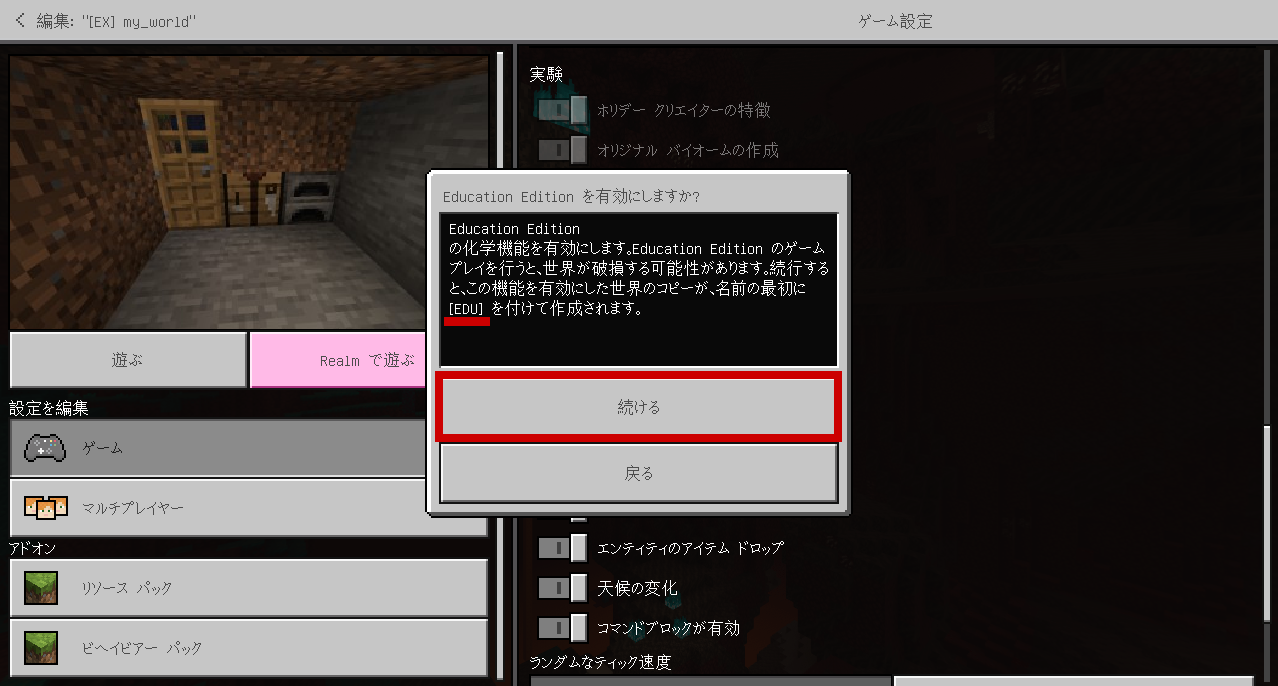 編集: "[EX] my_world"
ゲーム設定
実験
ホリデー クリエイターの特徴
オリジナル バイオームの作成
Education Edition を有効にしますか?
Education Edition
の化学機能を有効にします。Education Edition のゲーム
プレイを行うと、世界が破損する可能性があります。続行する
と、この機能を有効にした世界のコピーが、名前の最初に
[EDU] を付けて作成されます。
続ける
戻る
遊ぶ
Realm で遊ぶ
設定を編集
ゲーム
マルチプレイヤー
アドオン
リソース パック
ビヘイビアー パック
エンティティのアイテム ドロップ
天候の変化
コマンドブロックが有効
ランダムなティック速度